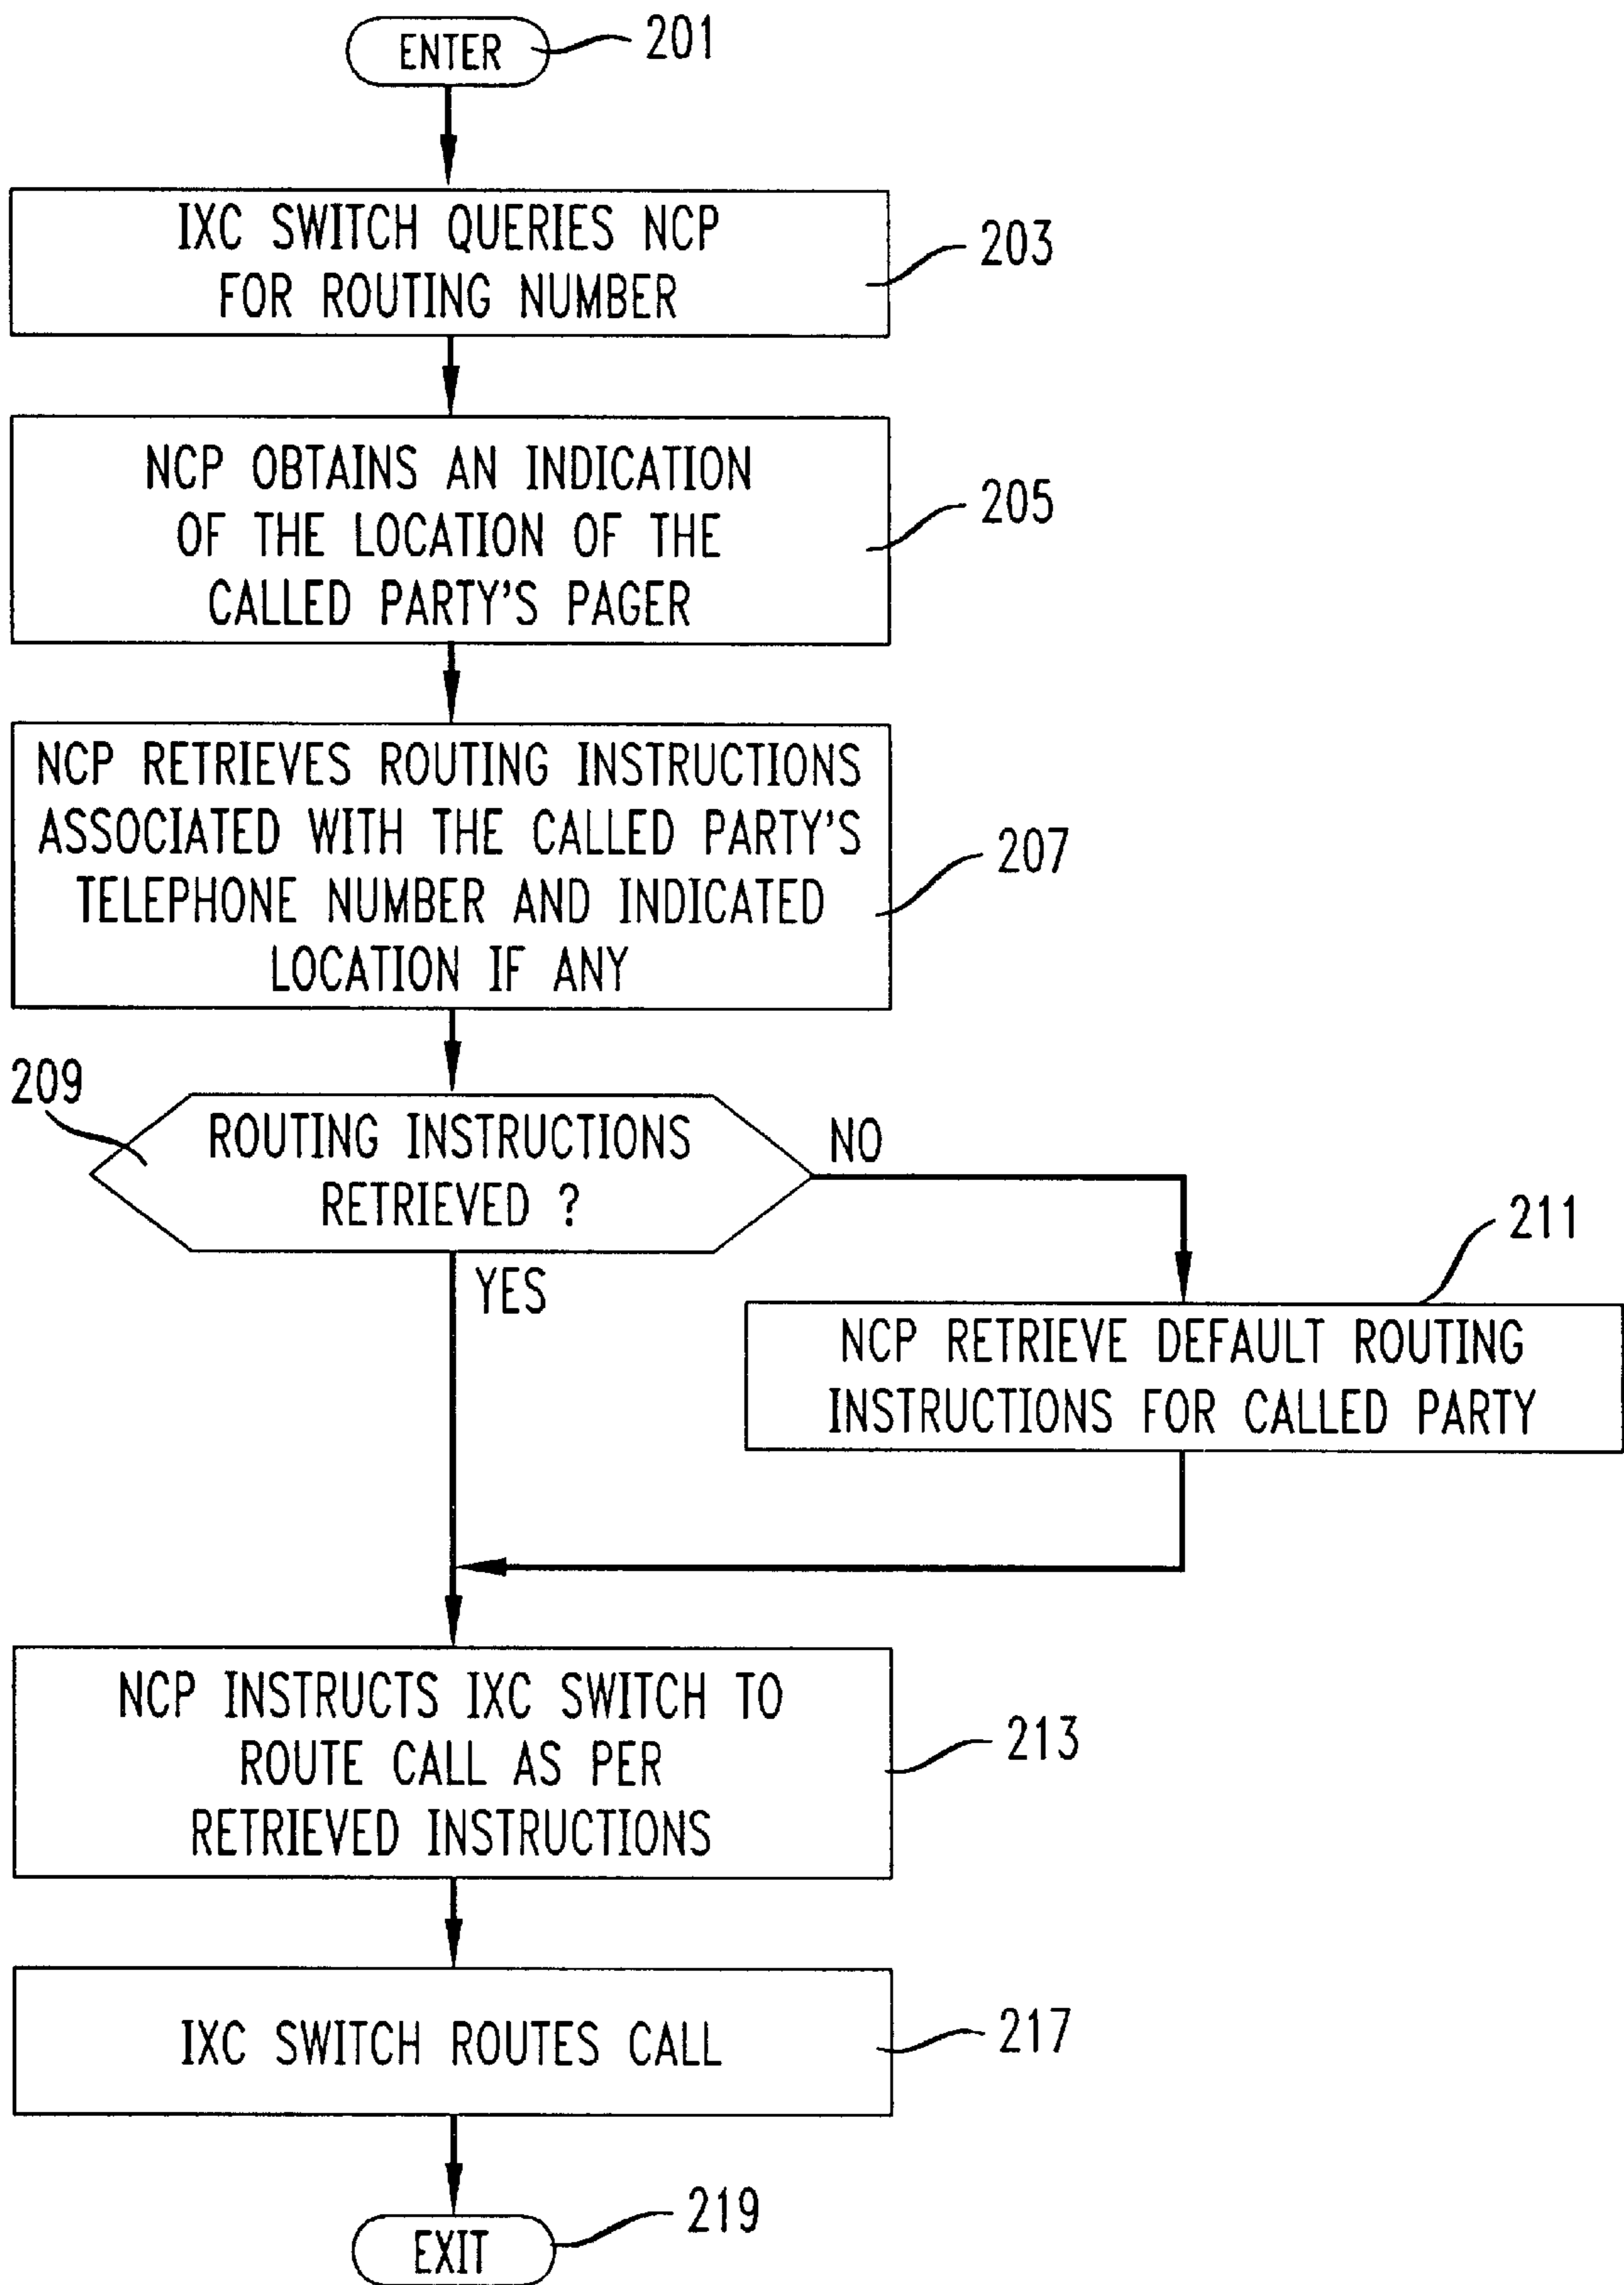 ENTER
201
IXC SWITCH QUERIES NCP
FOR ROUTING NUMBER
203
NCP OBTAINS AN INDICATION
OF THE LOCATION OF THE
CALLED PARTY'S PAGER
205
NCP RETRIEVES ROUTING INSTRUCTIONS
ASSOCIATED WITH THE CALLED PARTY'S
TELEPHONE NUMBER AND INDICATED
LOCATION IF ANY
207
209
ROUTING INSTRUCTIONS
RETRIEVED ?
NO
YES
211
NCP RETRIEVE DEFAULT ROUTING
INSTRUCTIONS FOR CALLED PARTY
NCP INSTRUCTS IXC SWITCH TO
ROUTE CALL AS PER
RETRIEVED INSTRUCTIONS
213
IXC SWITCH ROUTES CALL
217
EXIT
219